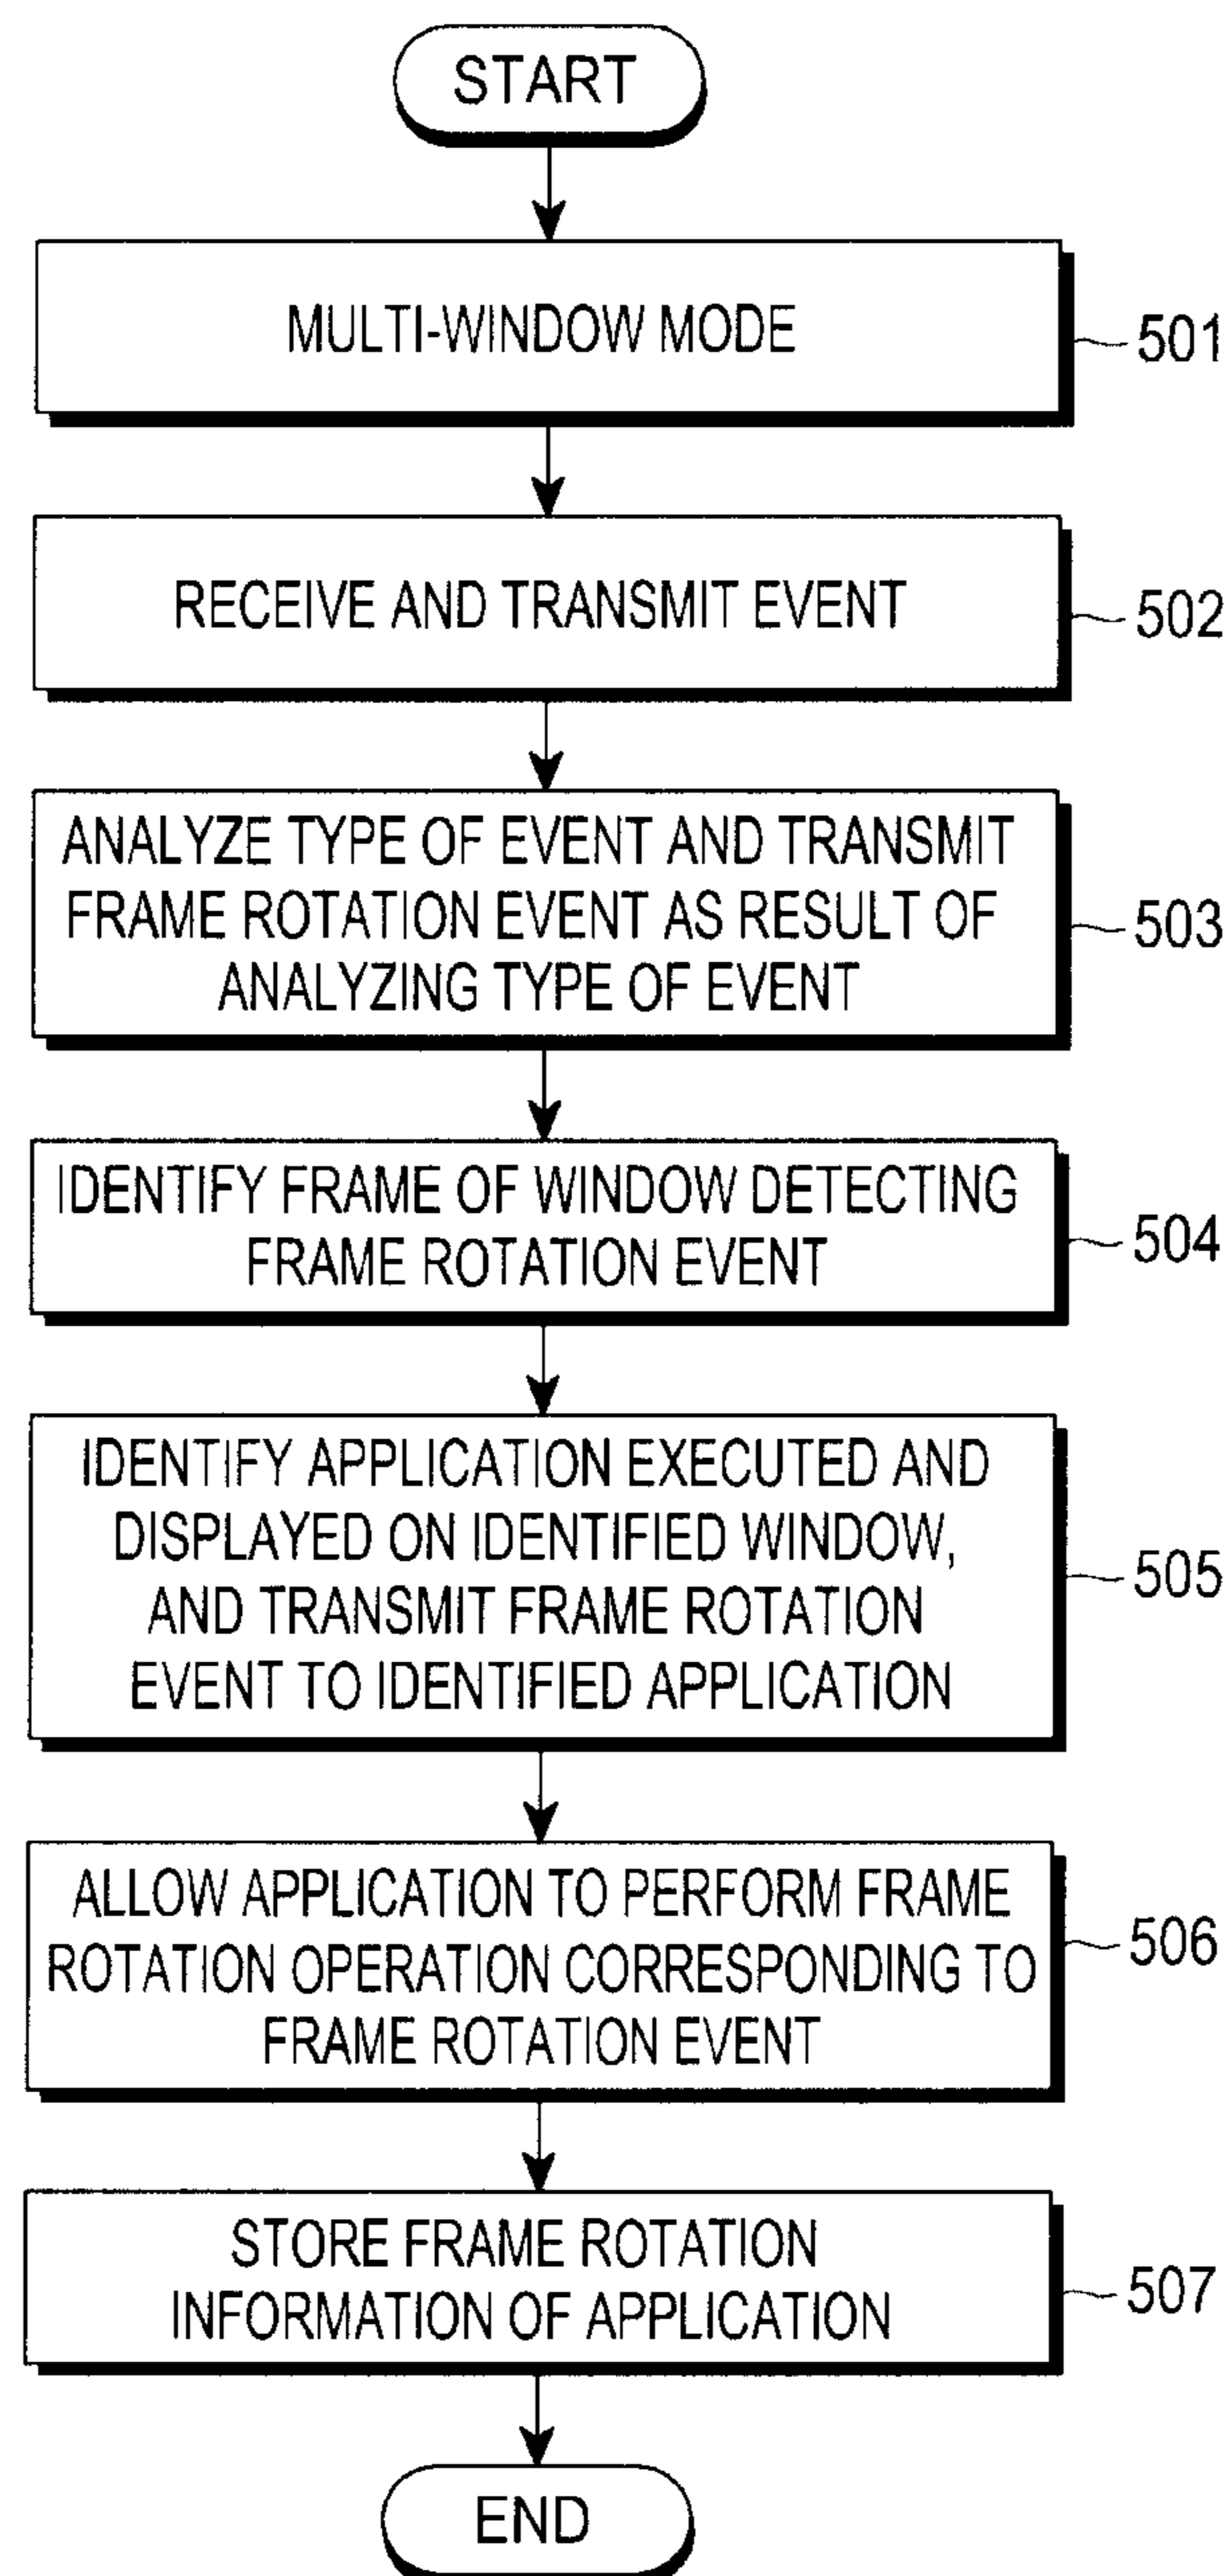 START
MULTI-WINDOW MODE
501
RECEIVE AND TRANSMIT EVENT
502
ANALYZE TYPE OF EVENT AND TRANSMIT
FRAME ROTATION EVENT AS RESULT OF
ANALYZING TYPE OF EVENT
503
IDENTIFY FRAME OF WINDOW DETECTING
FRAME ROTATION EVENT
504
IDENTIFY APPLICATION EXECUTED AND
DISPLAYED ON IDENTIFIED WINDOW,
AND TRANSMIT FRAME ROTATION
EVENT TO IDENTIFIED APPLICATION
505
ALLOW APPLICATION TO PERFORM FRAME
ROTATION OPERATION CORRESPONDING TO
FRAME ROTATION EVENT
506
STORE FRAME ROTATION
INFORMATION OF APPLICATION
507
END